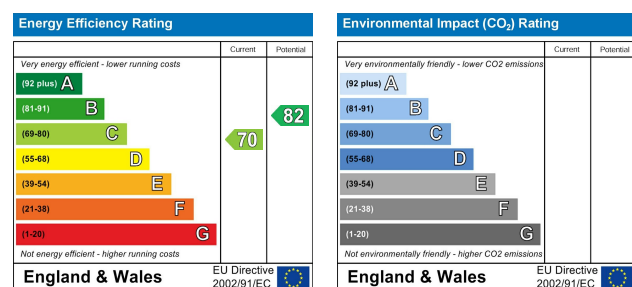 Energy Efficiency Rating
Current Potential
Very energy efficient - lower running costs
(92 plus) A
(81-91) B
82
(69-80) C
70
(55-68) D
(39-54) E
(21-38) F
(1-20) G
Not energy efficient - higher running costs
England & Wales
EU Directive
2002/91/EC
Environmental Impact (CO₂) Rating
Current Potential
Very environmentally friendly - lower CO2 emissions
(92 plus) A
(81-91) B
(69-80) C
(55-68) D
(39-54) E
(21-38) F
(1-20) G
Not environmentally friendly - higher CO2 emissions
England & Wales
EU Directive
2002/91/EC